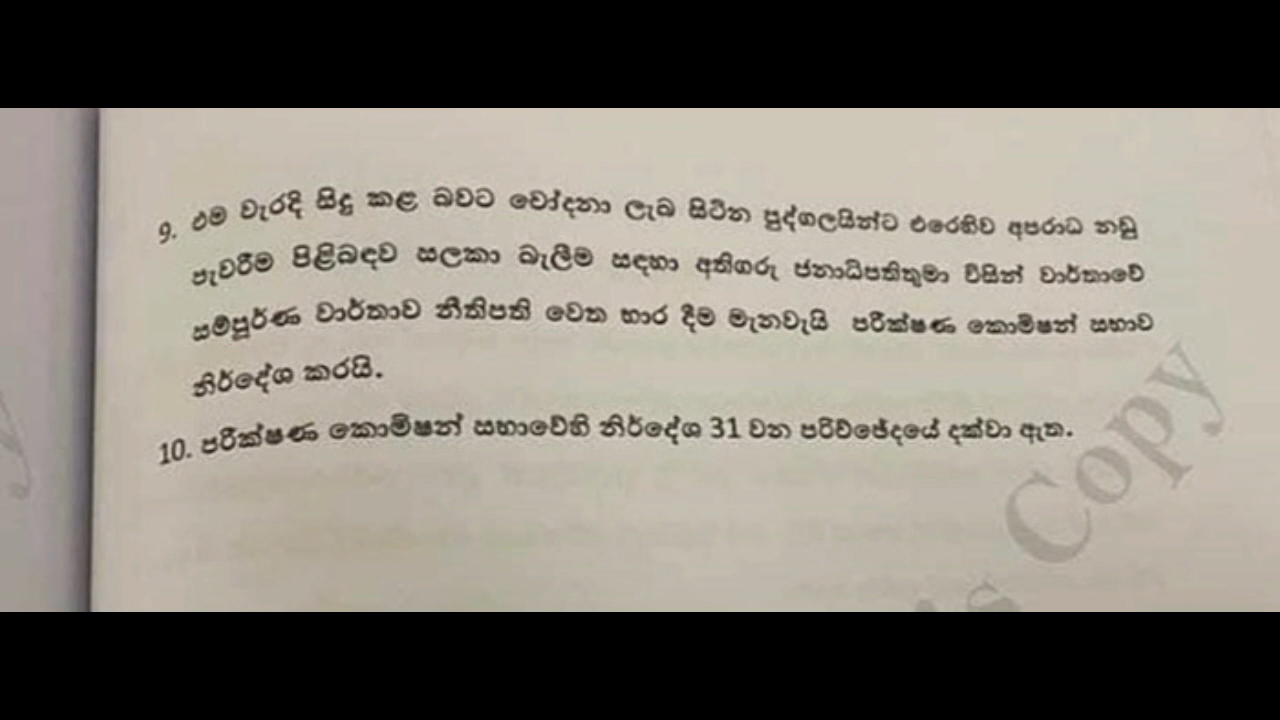 9. එම වැරදි සිදු කළ බවට චෝදනා ලැබ සිටින පුද්ගලයින්ට එරෙහිව අපරාධ නඩු
පැවරීම පිළිබඳව සලකා බැලීම සඳහා අතිගරු ජනාධිපතිතුමා විසින් වාර්තාවේ
සම්පූර්ණ වාර්තාව නීතිපති වෙත භාර දීම මැනවැයි පරීක්ෂණ කොමිෂන් සභාව
නිර්දේශ කරයි.
10. පරීක්ෂණ කොමිෂන් සභාවේහි නිර්දේශ 31 වන පරිච්ඡේදයේ දක්වා ඇත.
Copy